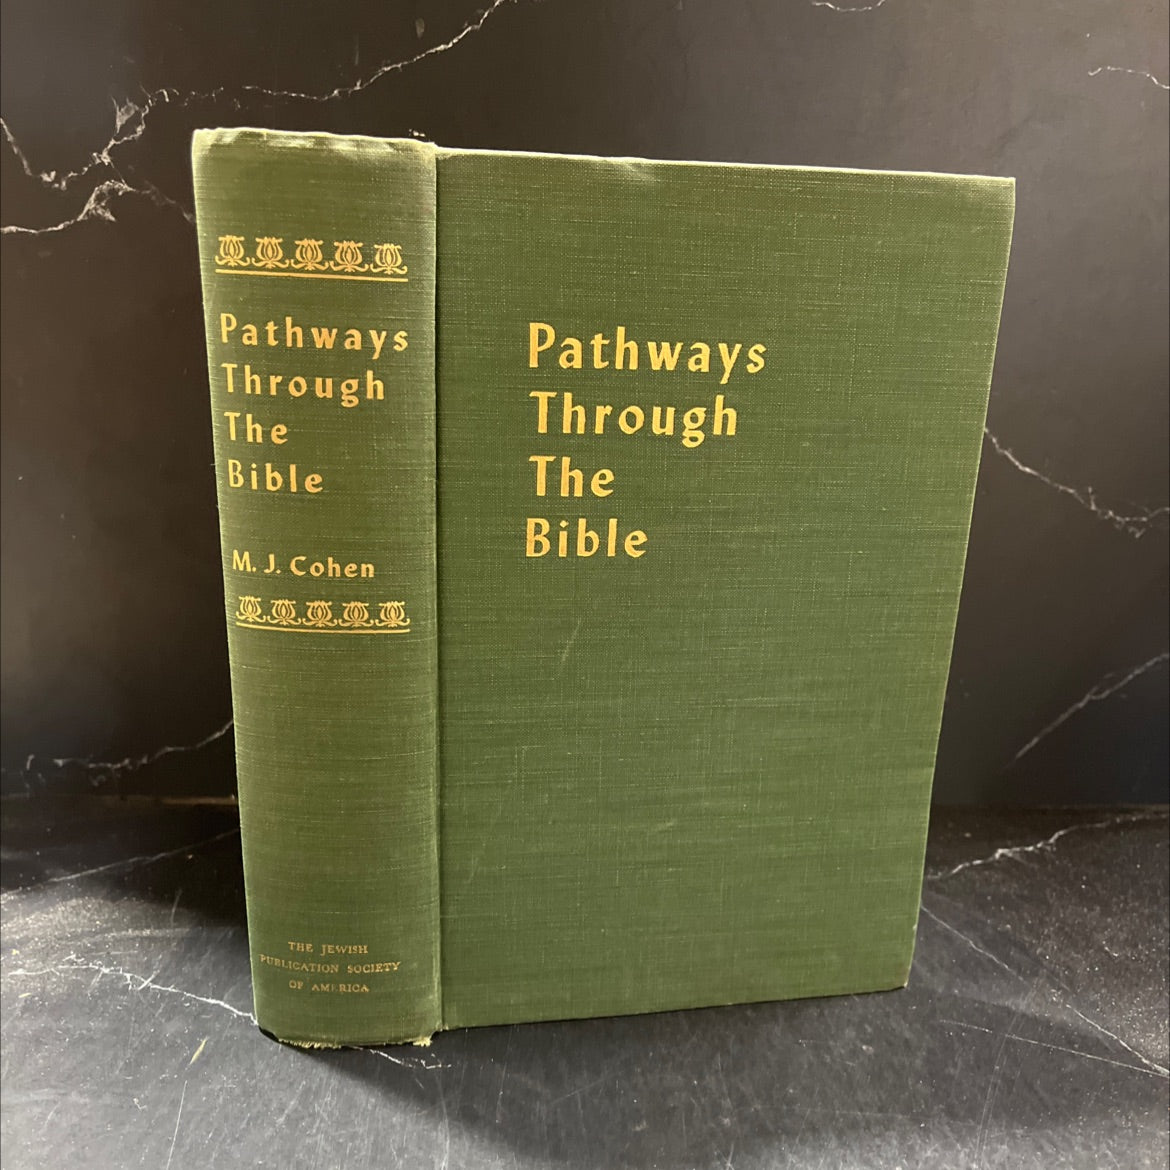 Pathways
Through
The
Bible
M. J. Cohen
THE JEWISH
PUBLICATION SOCIETY
OF AMERICA
Pathways
Through
The
Bible